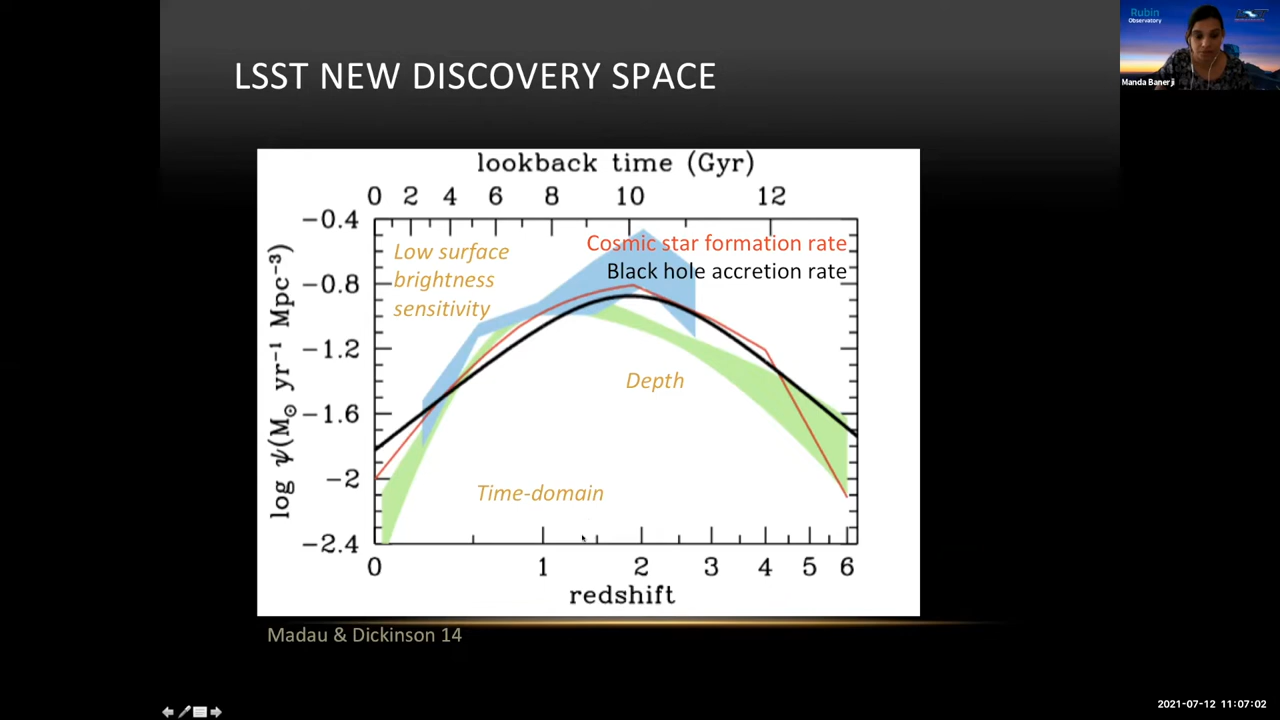 LSST NEW DISCOVERY SPACE
Rubin
Observatory
Manda Banerji
lookback time (Gyr)
0 2 4 6 8 10 12
Low surface
brightness
sensitivity
Cosmic star formation rate
Black hole accretion rate
Depth
Time-domain
log ψ(M⊙ yr⁻¹ Mpc⁻³)
−0.4
−0.8
−1.2
−1.6
−2
−2.4
0 1 2 3 4 5 6
redshift
Madau & Dickinson 14
2021-07-12 11:07:02